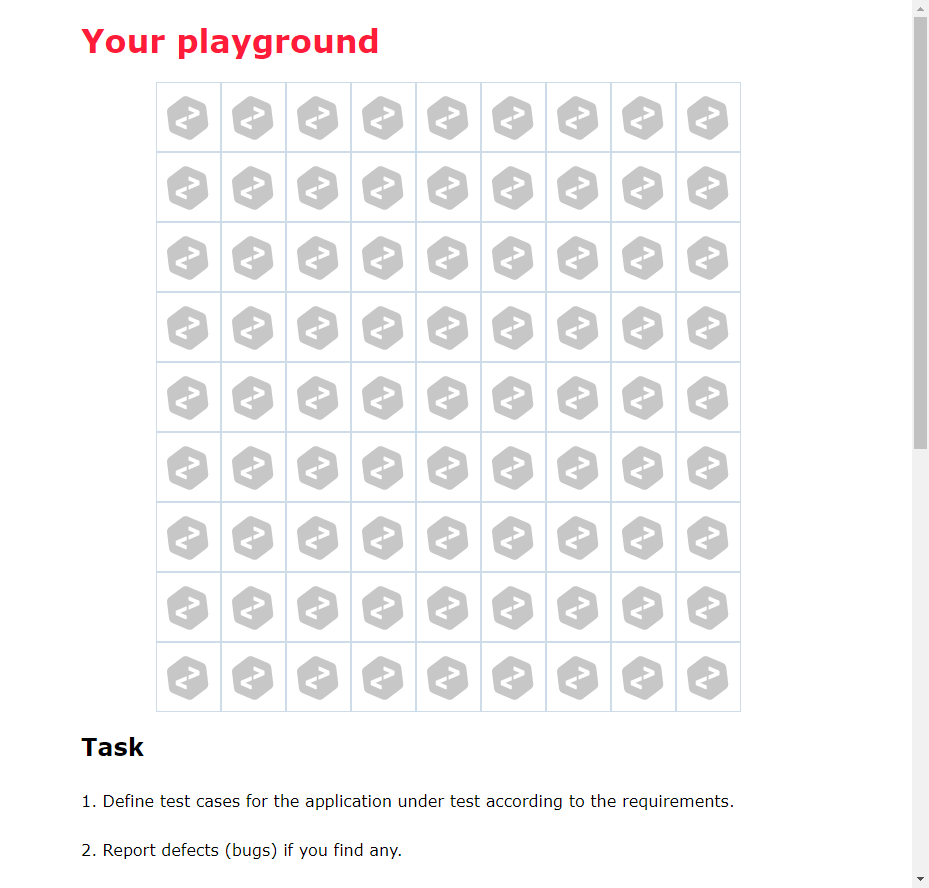 Your playground
Task
1. Define test cases for the application under test according to the requirements.
2. Report defects (bugs) if you find any.